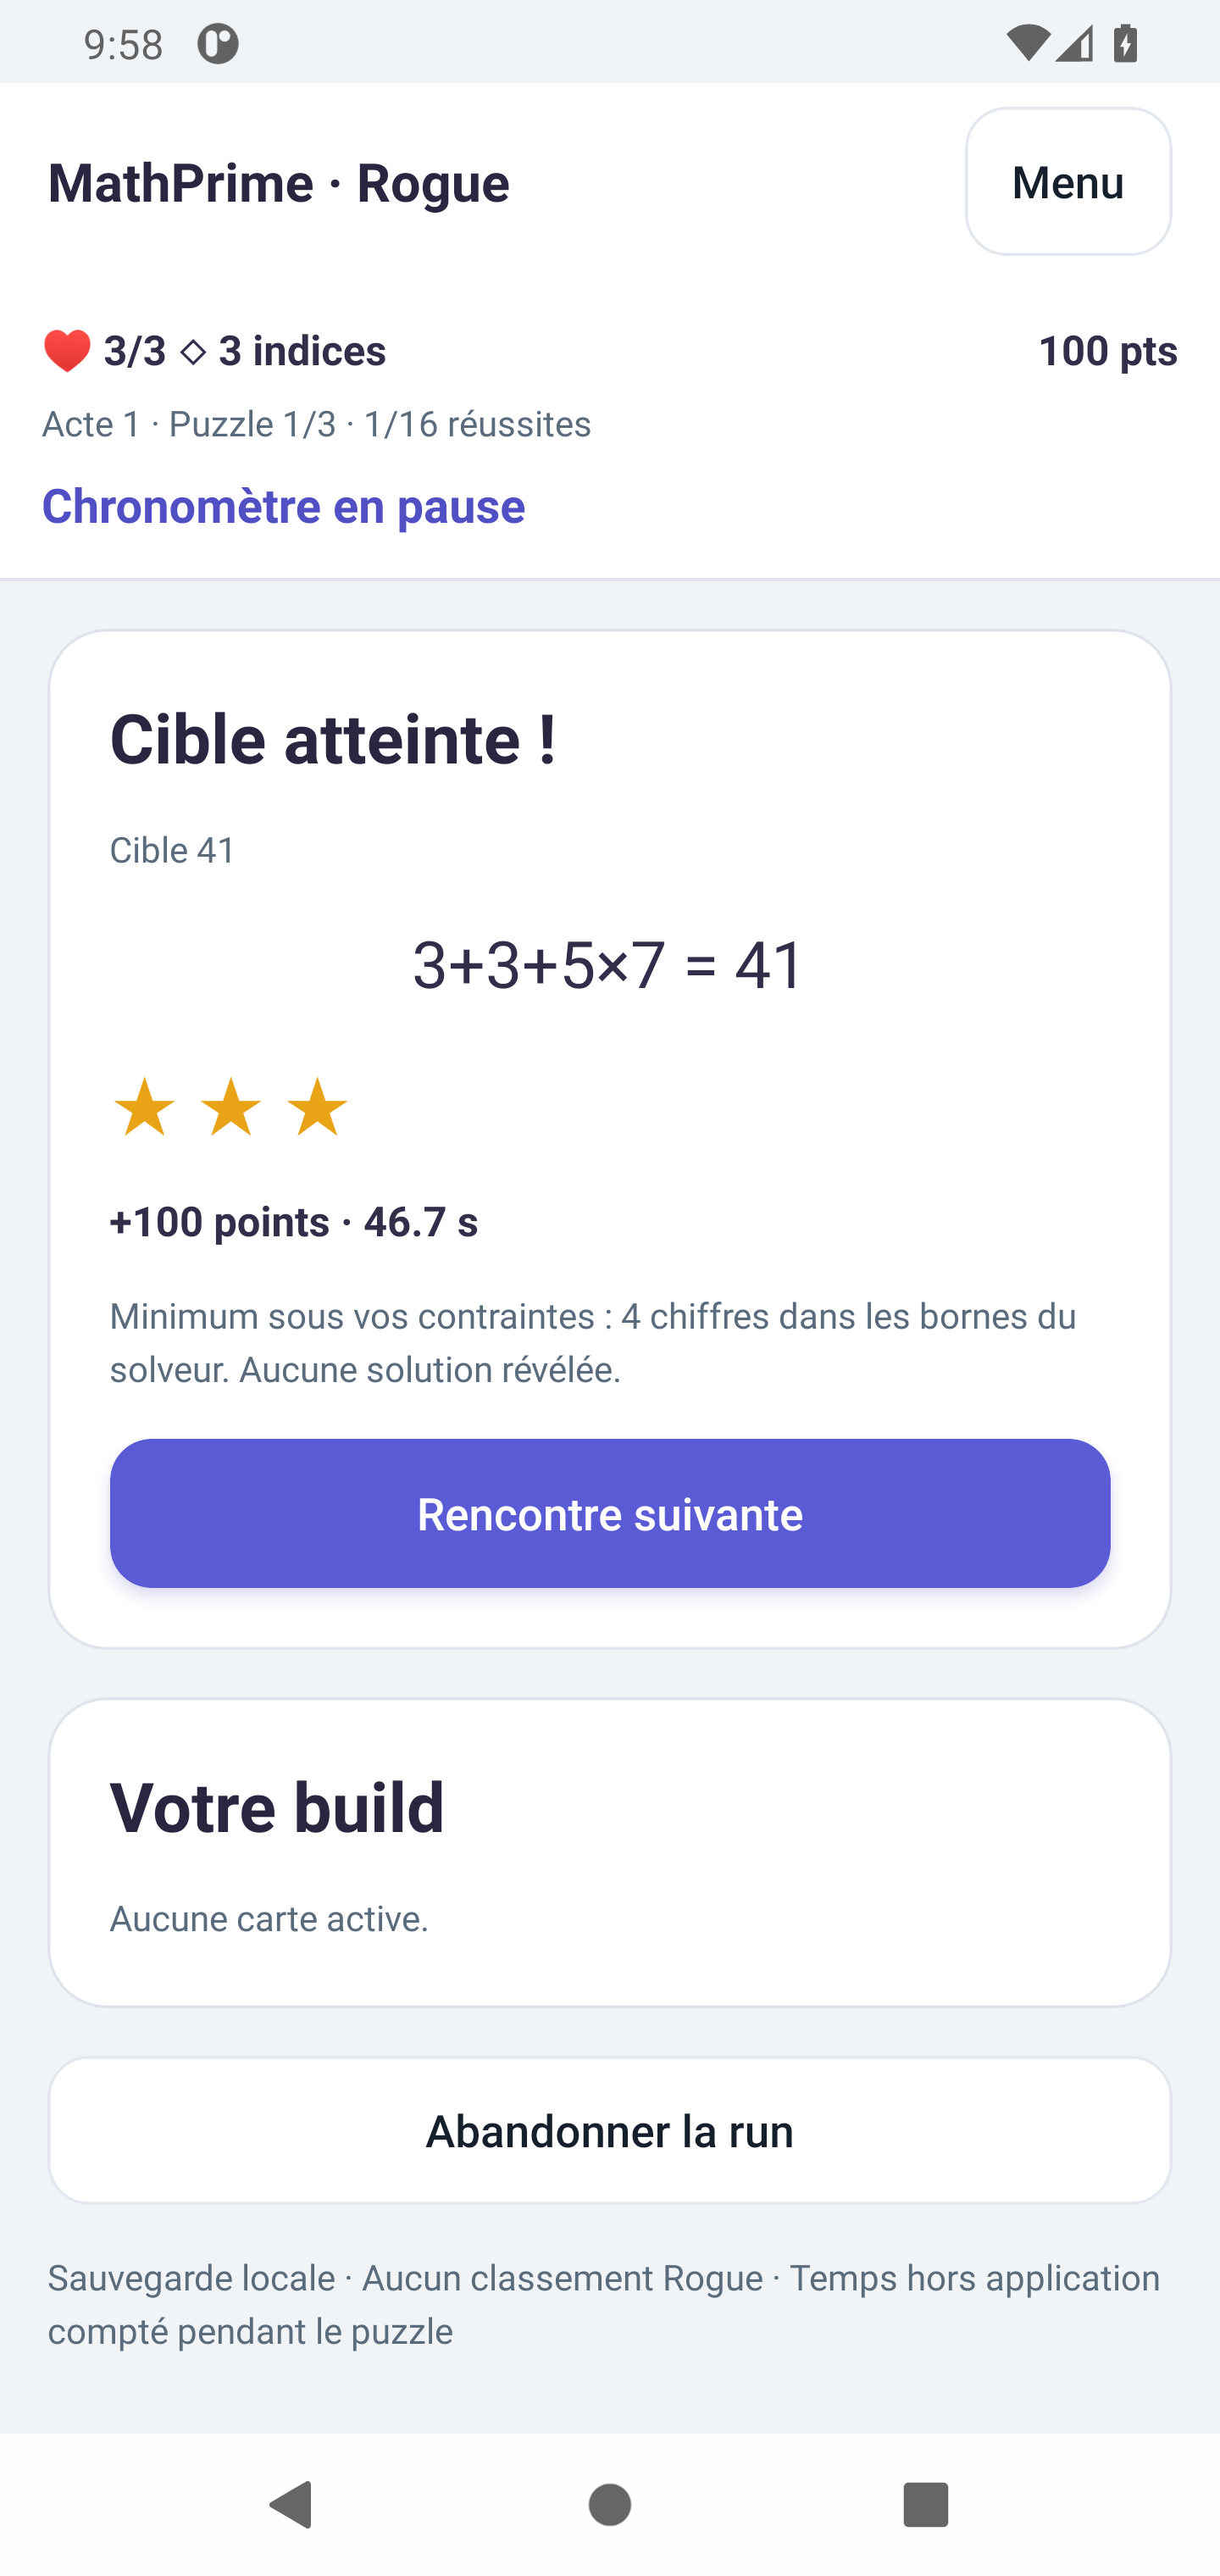 9:58
MathPrime · Rogue
Menu
❤️ 3/3 ◇ 3 indices
100 pts
Acte 1 · Puzzle 1/3 · 1/16 réussites
Chronomètre en pause
Cible atteinte !
Cible 41
3+3+5×7 = 41
★ ★ ★
+100 points · 46.7 s
Minimum sous vos contraintes : 4 chiffres dans les bornes du
solveur. Aucune solution révélée.
Rencontre suivante
Votre build
Aucune carte active.
Abandonner la run
Sauvegarde locale · Aucun classement Rogue · Temps hors application
compté pendant le puzzle